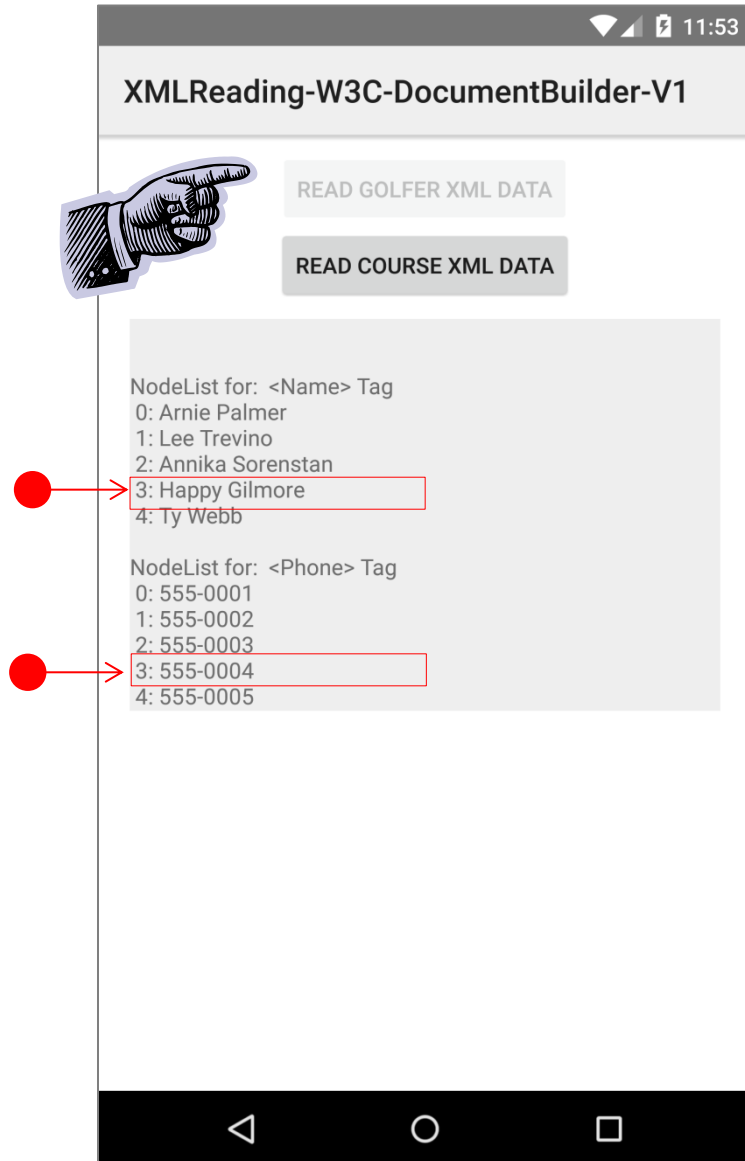 11:53
XMLReading-W3C-DocumentBuilder-V1
READ GOLFER XML DATA
READ COURSE XML DATA
NodeList for:  <Name> Tag
0: Arnie Palmer
1: Lee Trevino
2: Annika Sorenstan
3: Happy Gilmore
4: Ty Webb
NodeList for:  <Phone> Tag
0: 555-0001
1: 555-0002
2: 555-0003
3: 555-0004
4: 555-0005